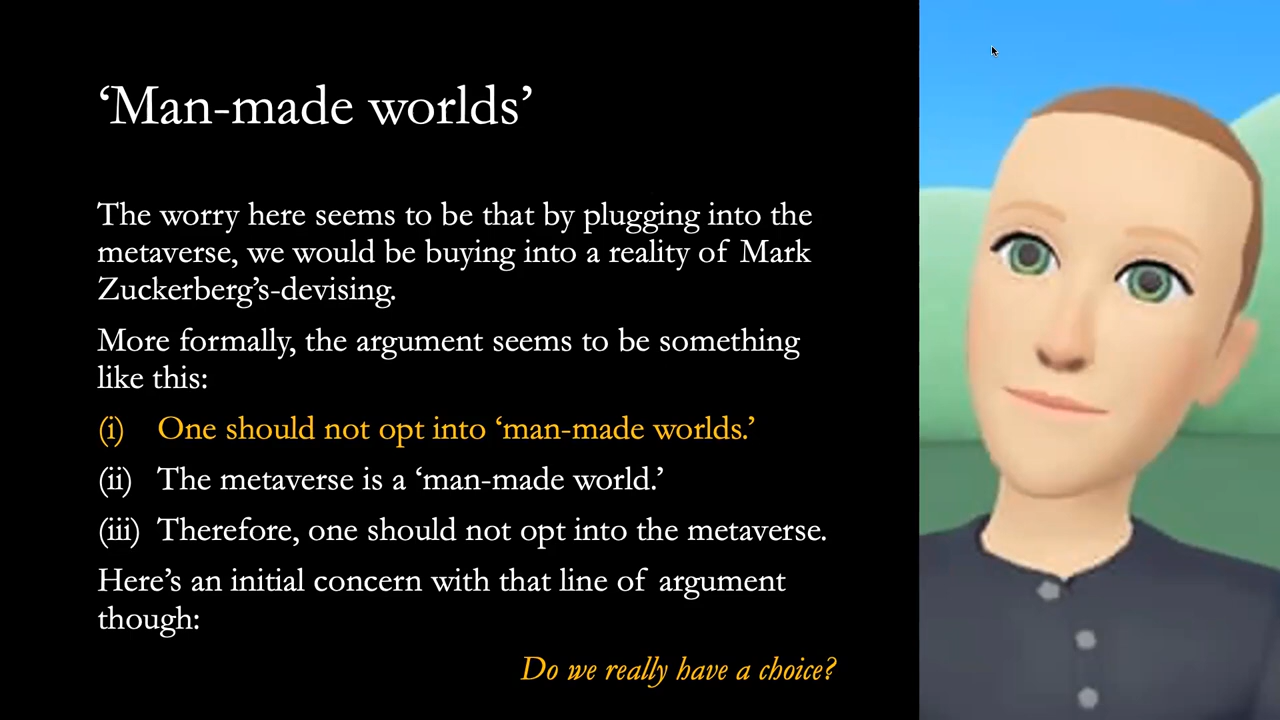 ‘Man-made worlds’
The worry here seems to be that by plugging into the
metaverse, we would be buying into a reality of Mark
Zuckerberg’s-devising.
More formally, the argument seems to be something
like this:
(i) One should not opt into ‘man-made worlds.’
(ii) The metaverse is a ‘man-made world.’
(iii) Therefore, one should not opt into the metaverse.
Here’s an initial concern with that line of argument
though:
Do we really have a choice?